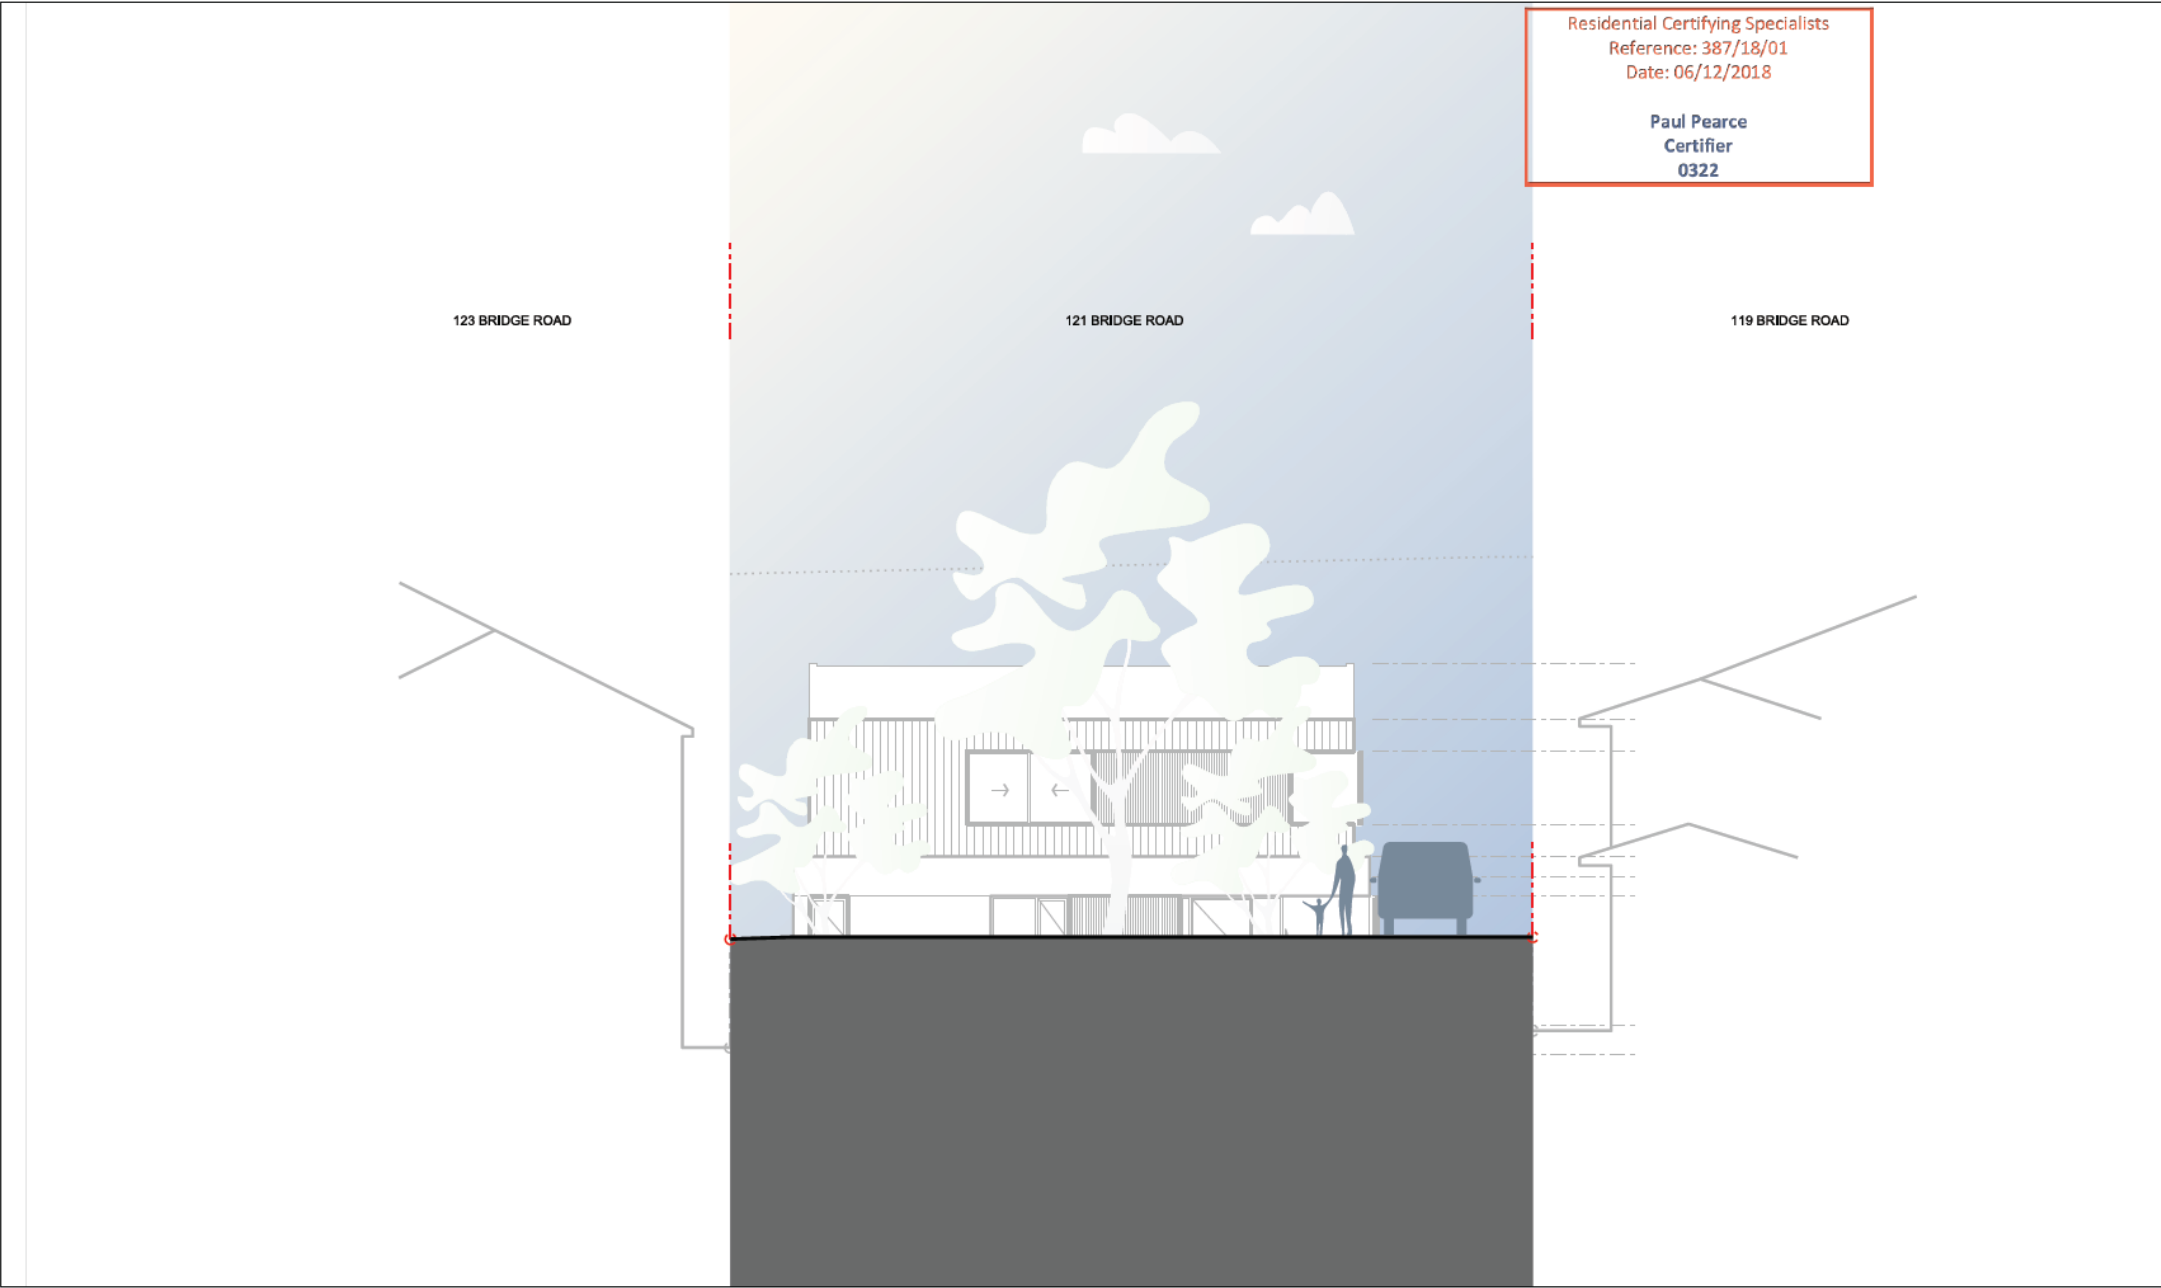 Residential Certifying Specialists
Reference: 387/18/01
Date: 06/12/2018
Paul Pearce
Certifier
0322
123 BRIDGE ROAD
121 BRIDGE ROAD
119 BRIDGE ROAD